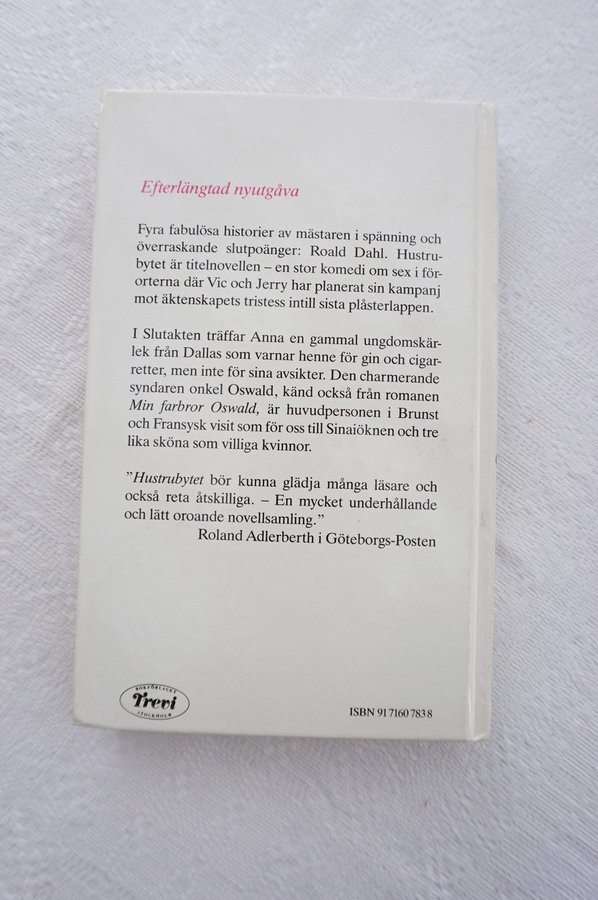 Efterlängtad nyutgåva
Fyra fabulösa historier av mästaren i spänning och
överraskande slutpoänger: Roald Dahl. Hustru-
bytet är titelnovellen – en stor komedi om sex i för-
orterna där Vic och Jerry har planerat sin kampanj
mot äktenskapets tristess intill sista plåsterlappen.
I Slutakten träffar Anna en gammal ungdomskär-
lek från Dallas som varnar henne för gin och cigar-
retter, men inte för sina avsikter. Den charmerande
syndaren onkel Oswald, känd också från romanen
Min farbror Oswald, är huvudpersonen i Brunst
och Fransysk visit som för oss till Sinaiöknen och tre
lika sköna som villiga kvinnor.
”Hustrubytet bör kunna glädja många läsare och
också reta åtskilliga. – En mycket underhållande
och lätt oroande novellsamling.”
Roland Adlerberth i Göteborgs-Posten
BOKFÖRLAGET
Trevi
STOCKHOLM
ISBN 91 7160 783 8